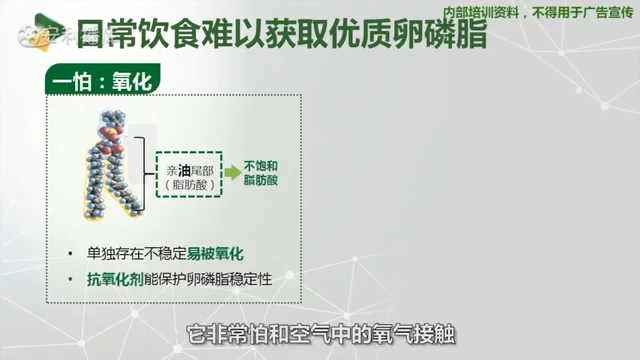 内部培训资料，不得用于广告宣传
日常饮食难以获取优质卵磷脂
一怕：氧化
亲油尾部
（脂肪酸）
不饱和
脂肪酸
• 单独存在不稳定易被氧化
• 抗氧化剂能保护卵磷脂稳定性
它非常怕和空气中的氧气接触